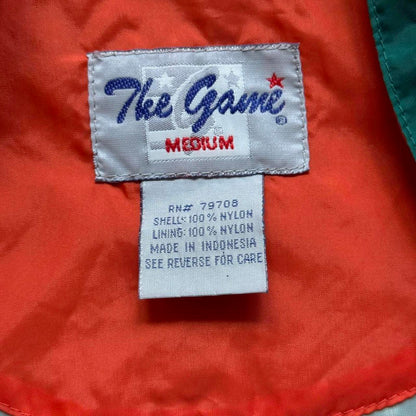 The Game®
MEDIUM
RN# 79708
SHELL: 100% NYLON
LINING: 100% NYLON
MADE IN INDONESIA
SEE REVERSE FOR CARE